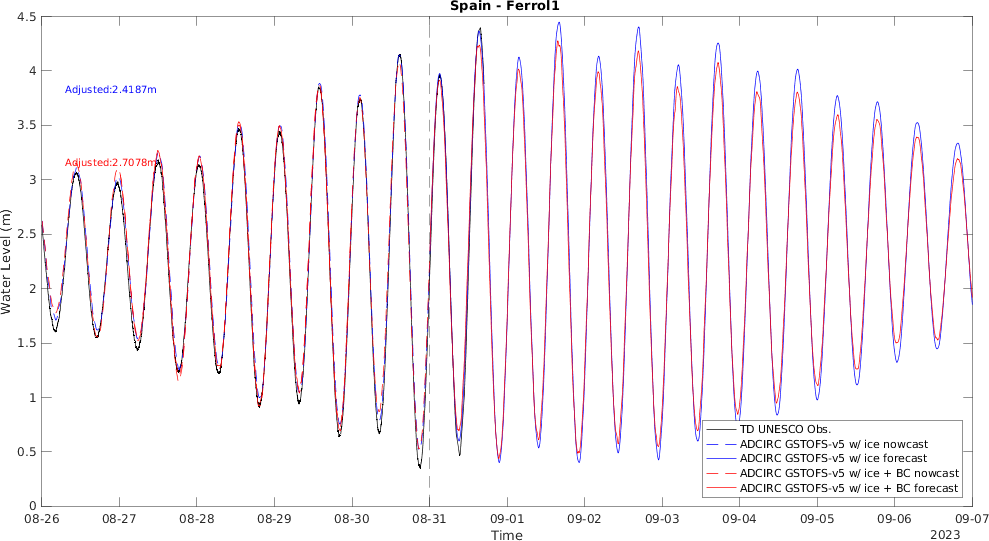 Spain - Ferrol1
Water Level (m)
4.5
4
3.5
3
2.5
2
1.5
1
0.5
0
Adjusted:2.4187m
Adjusted:2.7078m
TD UNESCO Obs.
ADCIRC GSTOFS-v5 w/ ice nowcast
ADCIRC GSTOFS-v5 w/ ice forecast
ADCIRC GSTOFS-v5 w/ ice + BC nowcast
ADCIRC GSTOFS-v5 w/ ice + BC forecast
08-26 08-27 08-28 08-29 08-30 08-31 09-01 09-02 09-03 09-04 09-05 09-06 09-07
Time
2023